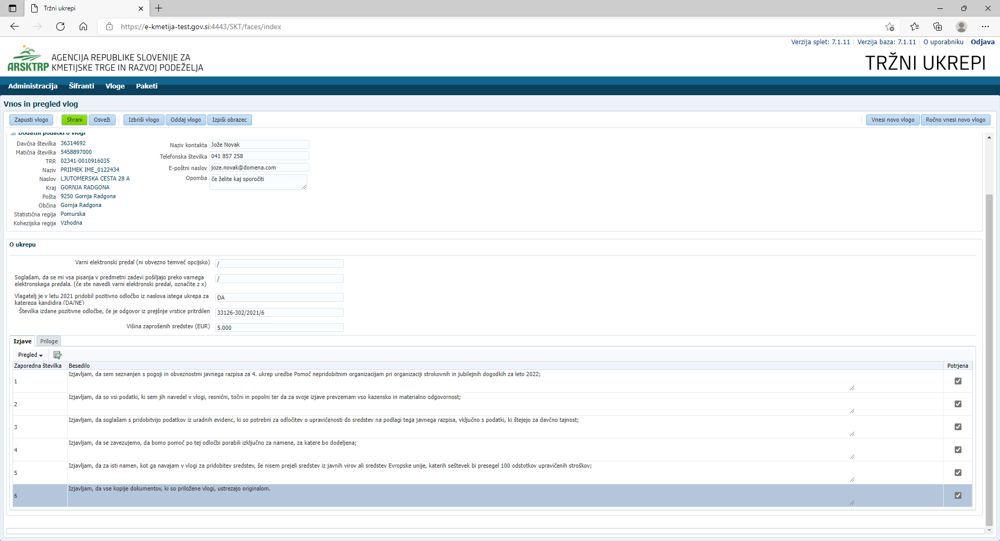 Tržni ukrepi
https://e-kmetija-test.gov.si:4443/SKT/faces/index
Verzija splet: 7.1.11 Verzija baza: 7.1.11 O uporabniku Odjava
ARSKTRP
AGENCIJA REPUBLIKE SLOVENIJE ZA
KMETIJSKE TRGE IN RAZVOJ PODEŽELJA
TRŽNI UKREPI
Administracija Šifranti Vloge Paketi
Vnos in pregled vlog
Zapusti vlogo Shrani Osveži Izbriši vlogo Oddaj vlogo Izpiši obrazec Vnesi novo vlogo Ročno vnesi novo vlogo
Dodatni podatki o vlogi
Davčna številka 36314692
Matična številka 5458897000
TRR 02341-0010916035
Naziv PRIIMEK IME_0122434
Naslov LJUTOMERSKA CESTA 28 A
Kraj GORNJA RADGONA
Pošta 9250 Gornja Radgona
Občina Gornja Radgona
Statistična regija Pomurska
Kohezijska regija Vzhodna
Naziv kontakta Jože Novak
Telefonska številka 041 857 258
E-poštni naslov joze.novak@domena.com
Opomba če želite kaj sporočiti
O ukrepu
Varni elektronski predal (ni obvezno temveč opcijsko) /
Soglašam, da se mi vsa pisanja v predmetni zadevi pošiljajo preko varnega
elektronskega predala. (če ste navedli varni elektronski predal, označite z x) /
Vlagatelj je v letu 2021 pridobil pozitivno odločbo iz naslova istega ukrepa za
katerega kandidira (DA/NE) DA
Številka izdane pozitivne odločbe, če je odgovor iz prejšnje vrstice pritrdilen 33126-302/2021/6
Višina zaprošenih sredstev (EUR) 5.000
Izjave Priloge
Pregled
Zaporedna številka Besedilo Potrjena
1 Izjavljam, da sem seznanjen s pogoji in obveznostmi javnega razpisa za 4. ukrep uredbe Pomoč nepridobitnim organizacijam pri organizaciji strokovnih in jubilejnih dogodkih za leto 2022;
2 Izjavljam, da so vsi podatki, ki sem jih navedel v vlogi, resnični, točni in popolni ter da za svoje izjave prevzemam vso kazensko in materialno odgovornost;
3 Izjavljam, da soglašam s pridobitvijo podatkov iz uradnih evidenc, ki so potrebni za odločitev o upravičenosti do sredstev na podlagi tega javnega razpisa, vključno s podatki, ki štejejo za davčno tajnost;
4 Izjavljam, da se zavezujemo, da bomo pomoč po tej odločbi porabili izključno za namene, za katere bo dodeljena;
5 Izjavljam, da za isti namen, kot ga navajam v vlogi za pridobitev sredstev, še nisem prejeli sredstev iz javnih virov ali sredstev Evropske unije, katerih seštevek bi presegel 100 odstotkov upravičenih stroškov;
6 Izjavljam, da vse kopije dokumentov, ki so priložene vlogi, ustrezajo originalom.